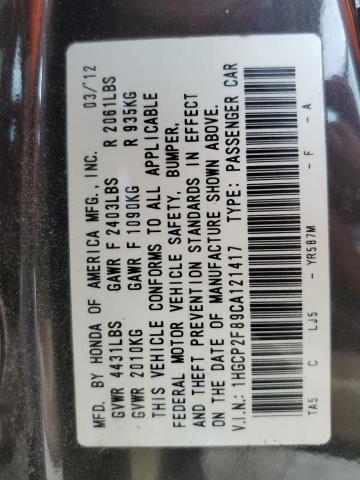 MFD. BY HONDA OF AMERICA MFG., INC. 03/'12
GVWR 4431LBS GAWR F 2403LBS R 2061LBS
GVWR 2010KG GAWR F 1090KG R 935KG
THIS VEHICLE CONFORMS TO ALL APPLICABLE
FEDERAL MOTOR VEHICLE SAFETY, BUMPER,
AND THEFT PREVENTION STANDARDS IN EFFECT
ON THE DATE OF MANUFACTURE SHOWN ABOVE.
V.I.N.: 1HGCP2F89CA121417 TYPE: PASSENGER CAR
TA5 C LJ5 - YR587M - F - A